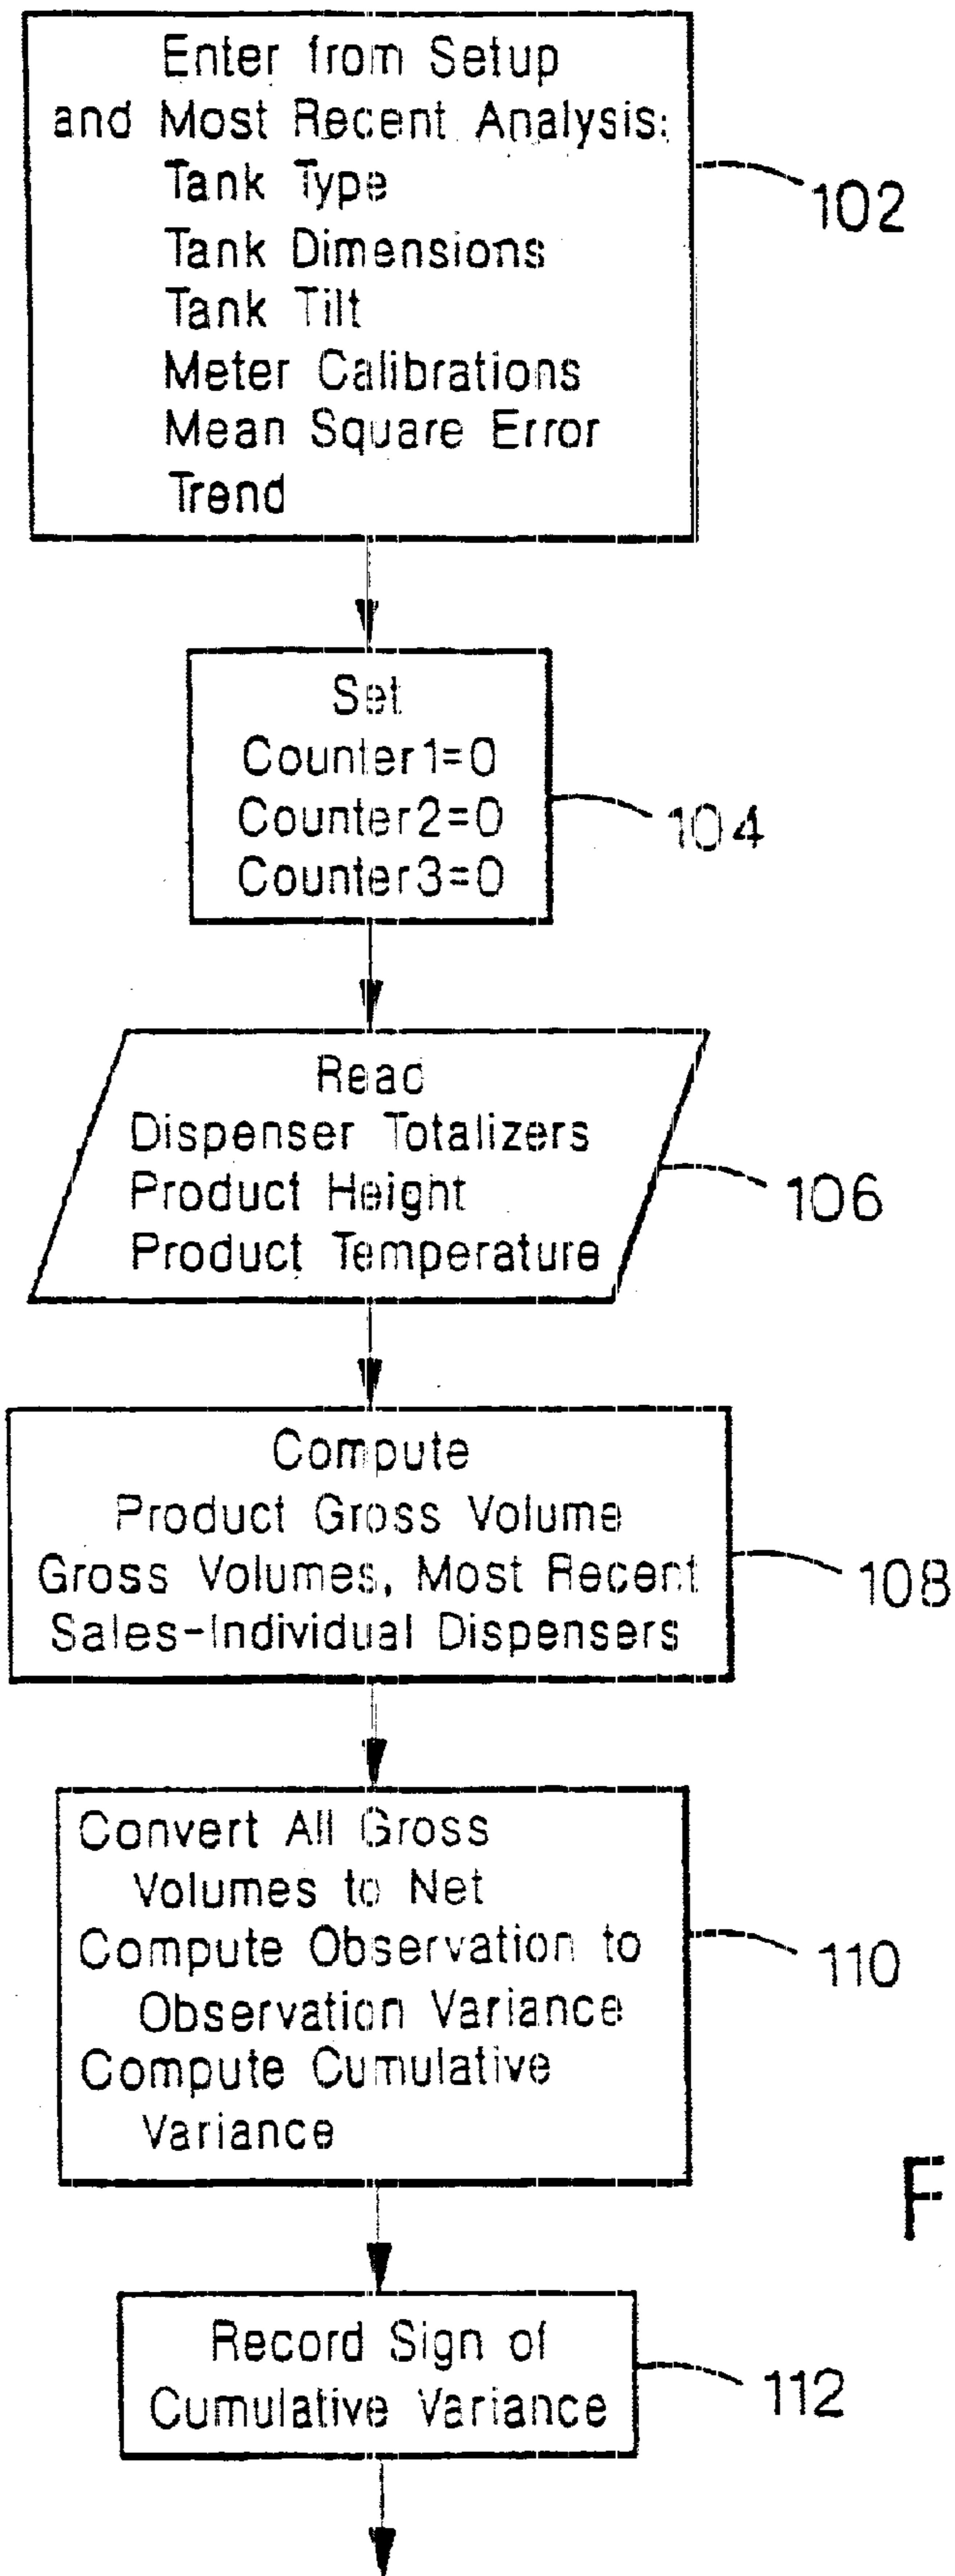 Enter from Setup
and Most Recent Analysis:
Tank Type
Tank Dimensions
Tank Tilt
Meter Calibrations
Mean Square Error
Trend
102
Set
Counter1=0
Counter2=0
Counter3=0
104
Read
Dispenser Totalizers
Product Height
Product Temperature
106
Compute
Product Gross Volume
Gross Volumes, Most Recent
Sales-Individual Dispensers
108
Convert All Gross
Volumes to Net
Compute Observation to
Observation Variance
Compute Cumulative
Variance
110
F
Record Sign of
Cumulative Variance
112